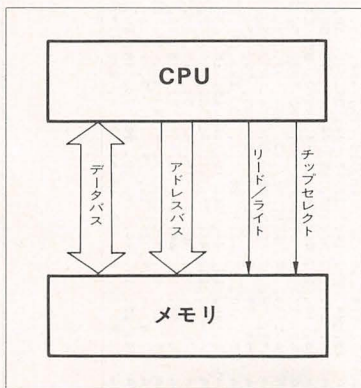 CPU
データバス
アドレスバス
リード/ライト
チップセレクト
メモリ